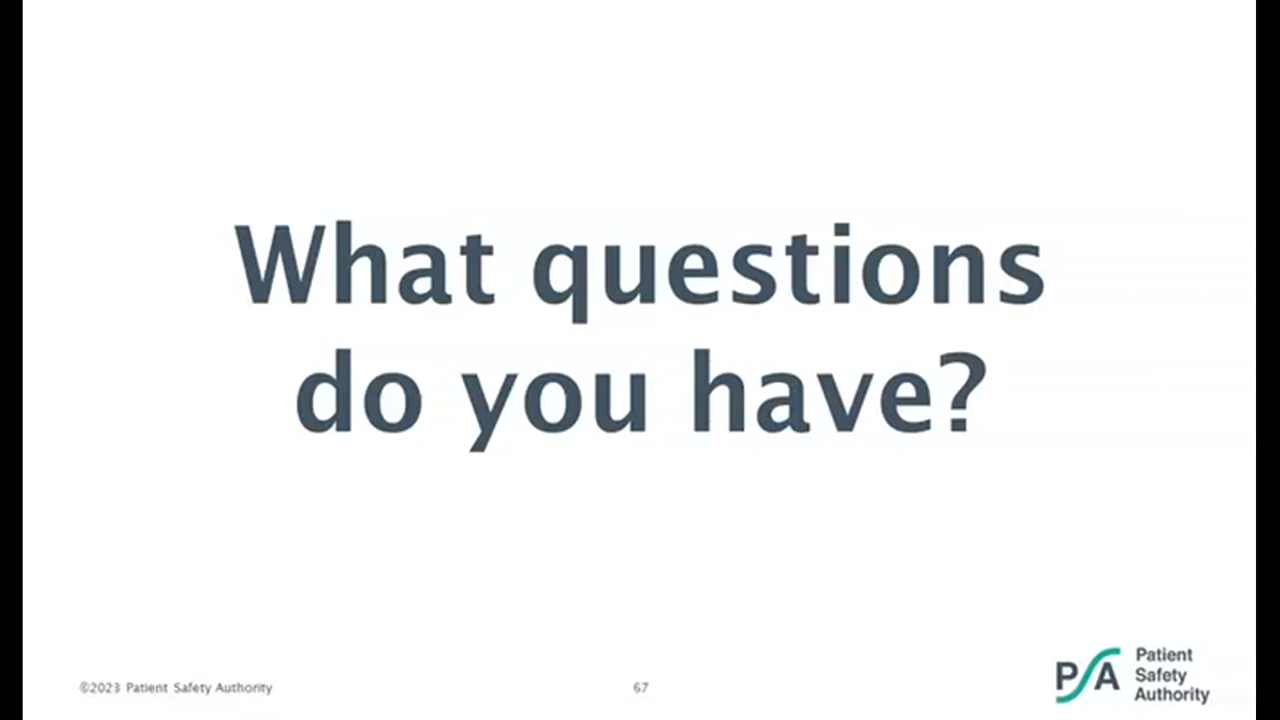 What questions
do you have?
©2023 Patient Safety Authority
67
PSA
Patient
Safety
Authority